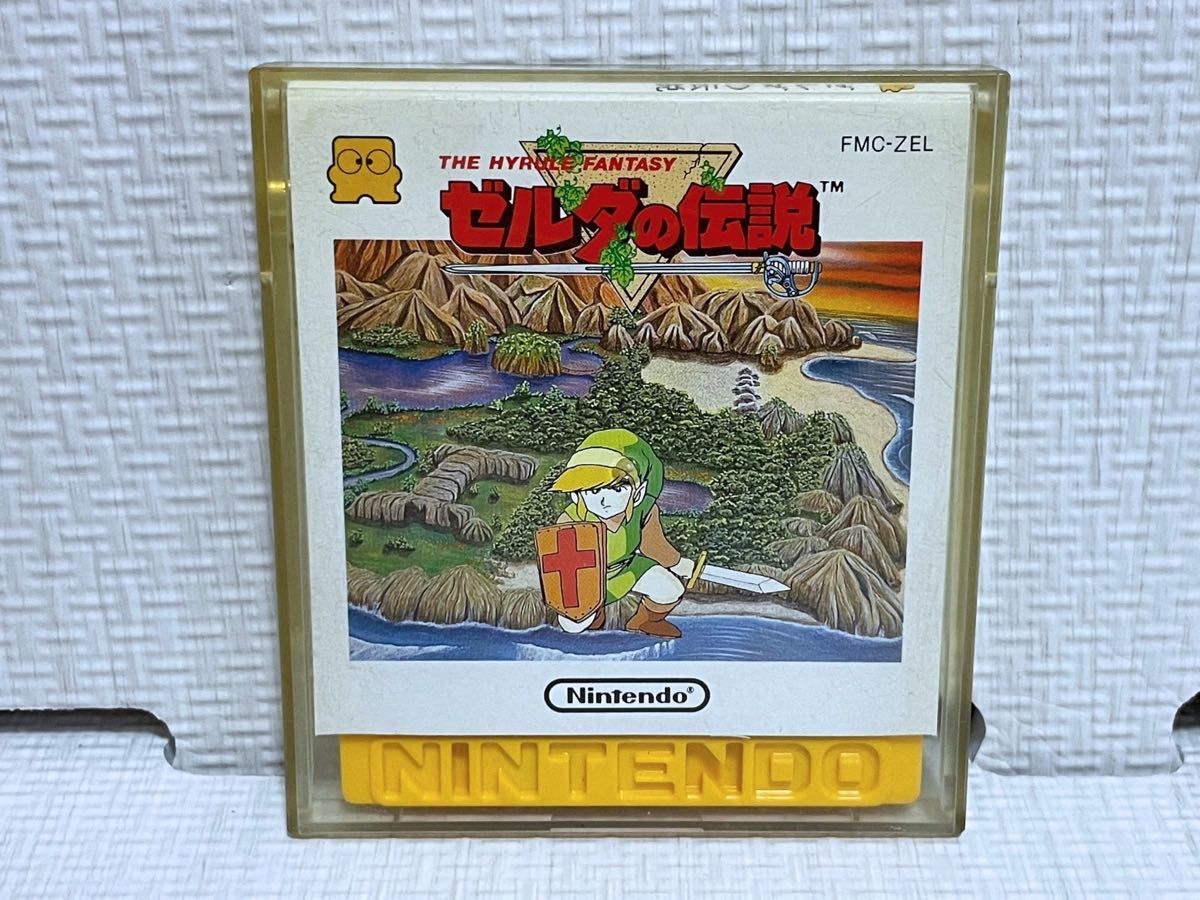 FMC-ZEL
THE HYRULE FANTASY
ゼルダの伝説™
Nintendo®
NINTENDO